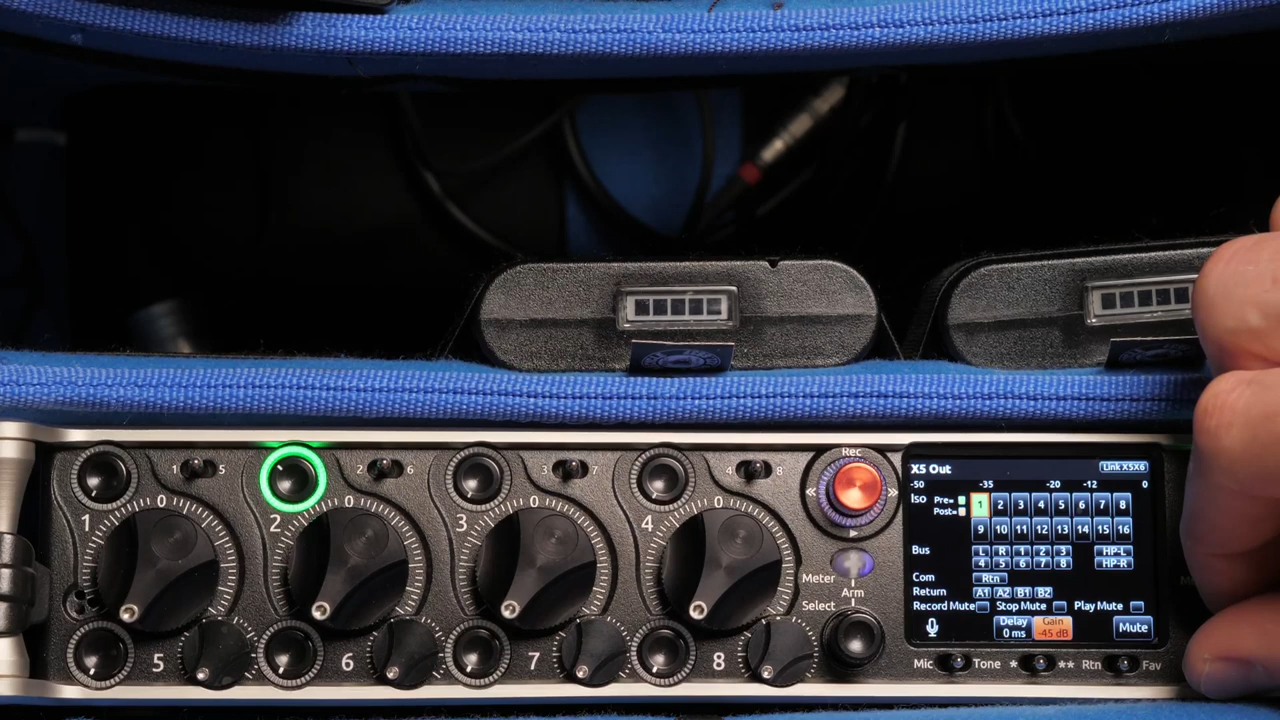 Rec
1 5
2 6
3 7
4 8
0
0
0
0
1
2
3
4
5
6
7
8
Meter
Arm
Select
X5 Out
Link X5X6
-50 -35 -20 -12 0
Iso Pre=
Post=
1 2 3 4 5 6 7 8
9 10 11 12 13 14 15 16
Bus L R 1 2 3 HP-L
4 5 6 7 8 HP-R
Com Rtn
Return A1 A2 B1 B2
Record Mute Stop Mute Play Mute
Delay
0 ms
Gain
-45 dB
Mute
Mic Tone * ** Rtn Fav